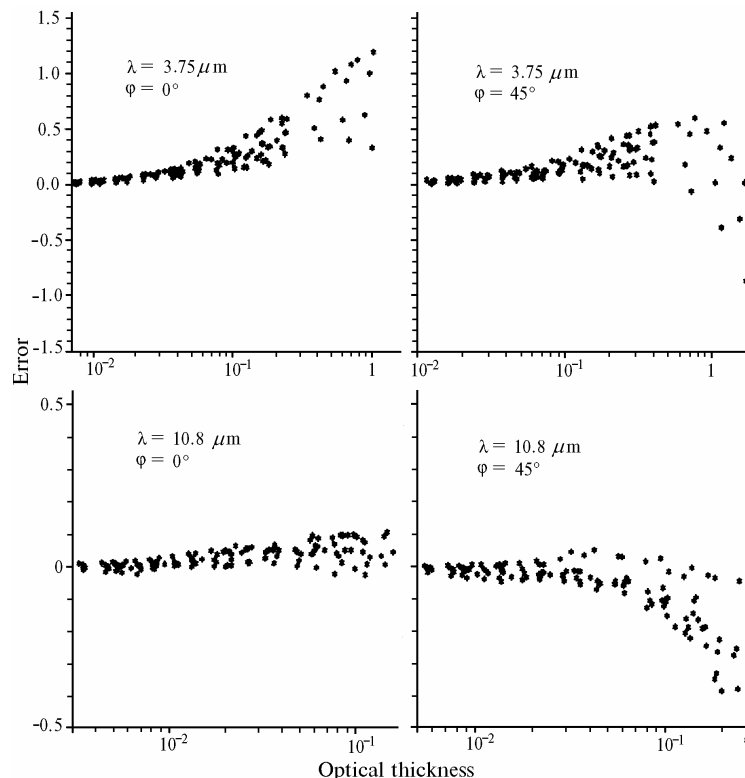 1.5
1.0
0.5
0.0
-0.5
-1.0
-1.5
λ = 3.75 μm
φ = 0°
λ = 3.75 μm
φ = 45°
10⁻² 10⁻¹ 1
10⁻² 10⁻¹ 1
Error
0.5
0
-0.5
λ = 10.8 μm
φ = 0°
λ = 10.8 μm
φ = 45°
10⁻² 10⁻¹
10⁻² 10⁻¹
Optical thickness